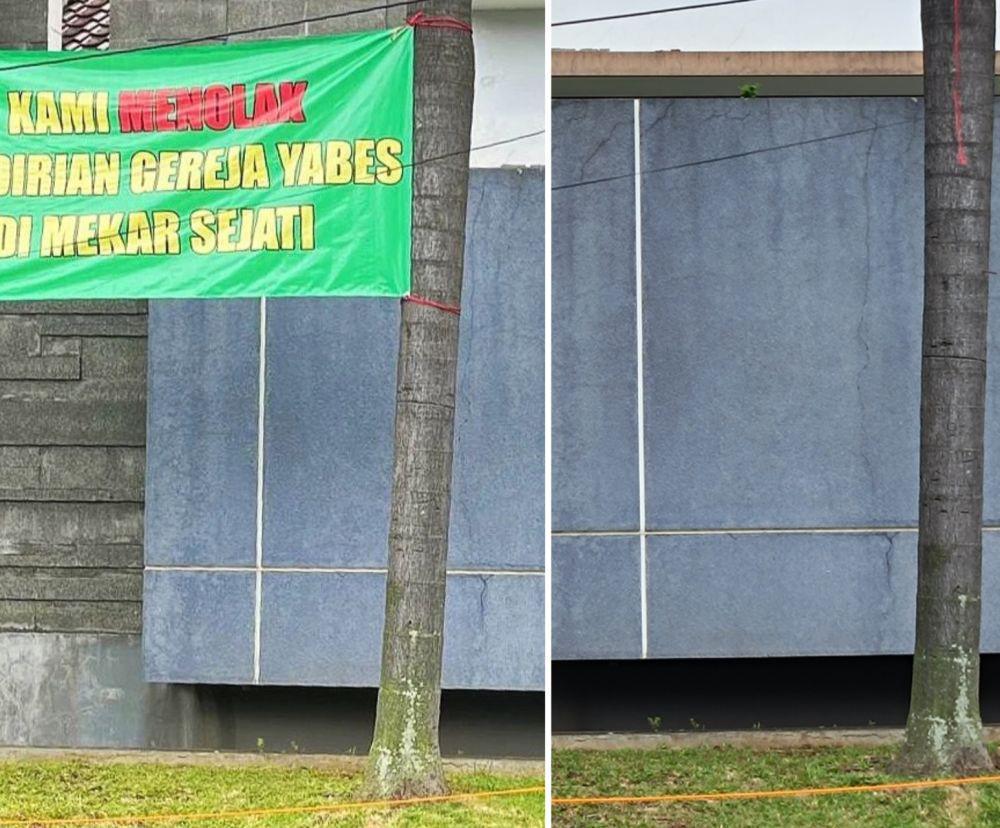 KAMI MENOLAK
DIRIAN GEREJA YABES
DI MEKAR SEJATI